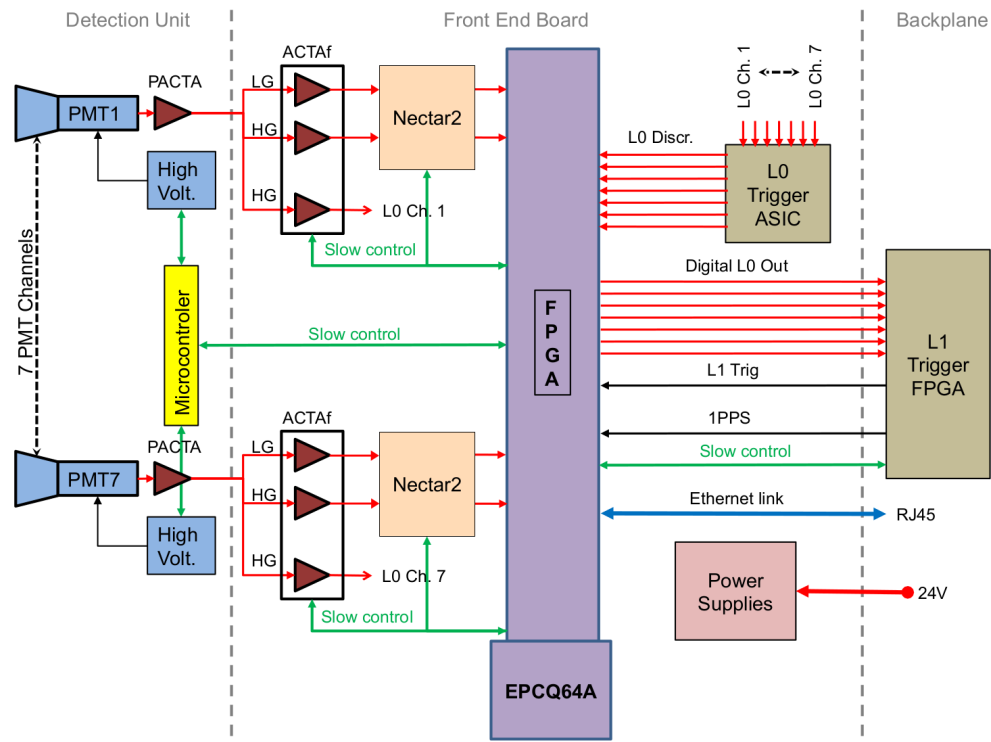 Detection Unit
Front End Board
Backplane
PACTA
PMT1
High
Volt.
ACTAf
LG
HG
HG
Nectar2
L0 Ch. 1
Slow control
L0 Ch. 1
L0 Ch. 7
L0 Discr.
L0
Trigger
ASIC
7 PMT Channels
Microcontroler
Slow control
F
P
G
A
Digital L0 Out
L1 Trig
1PPS
Slow control
L1
Trigger
FPGA
Ethernet link
RJ45
PACTA
PMT7
High
Volt.
ACTAf
LG
HG
HG
Nectar2
L0 Ch. 7
Slow control
Power
Supplies
24V
EPCQ64A